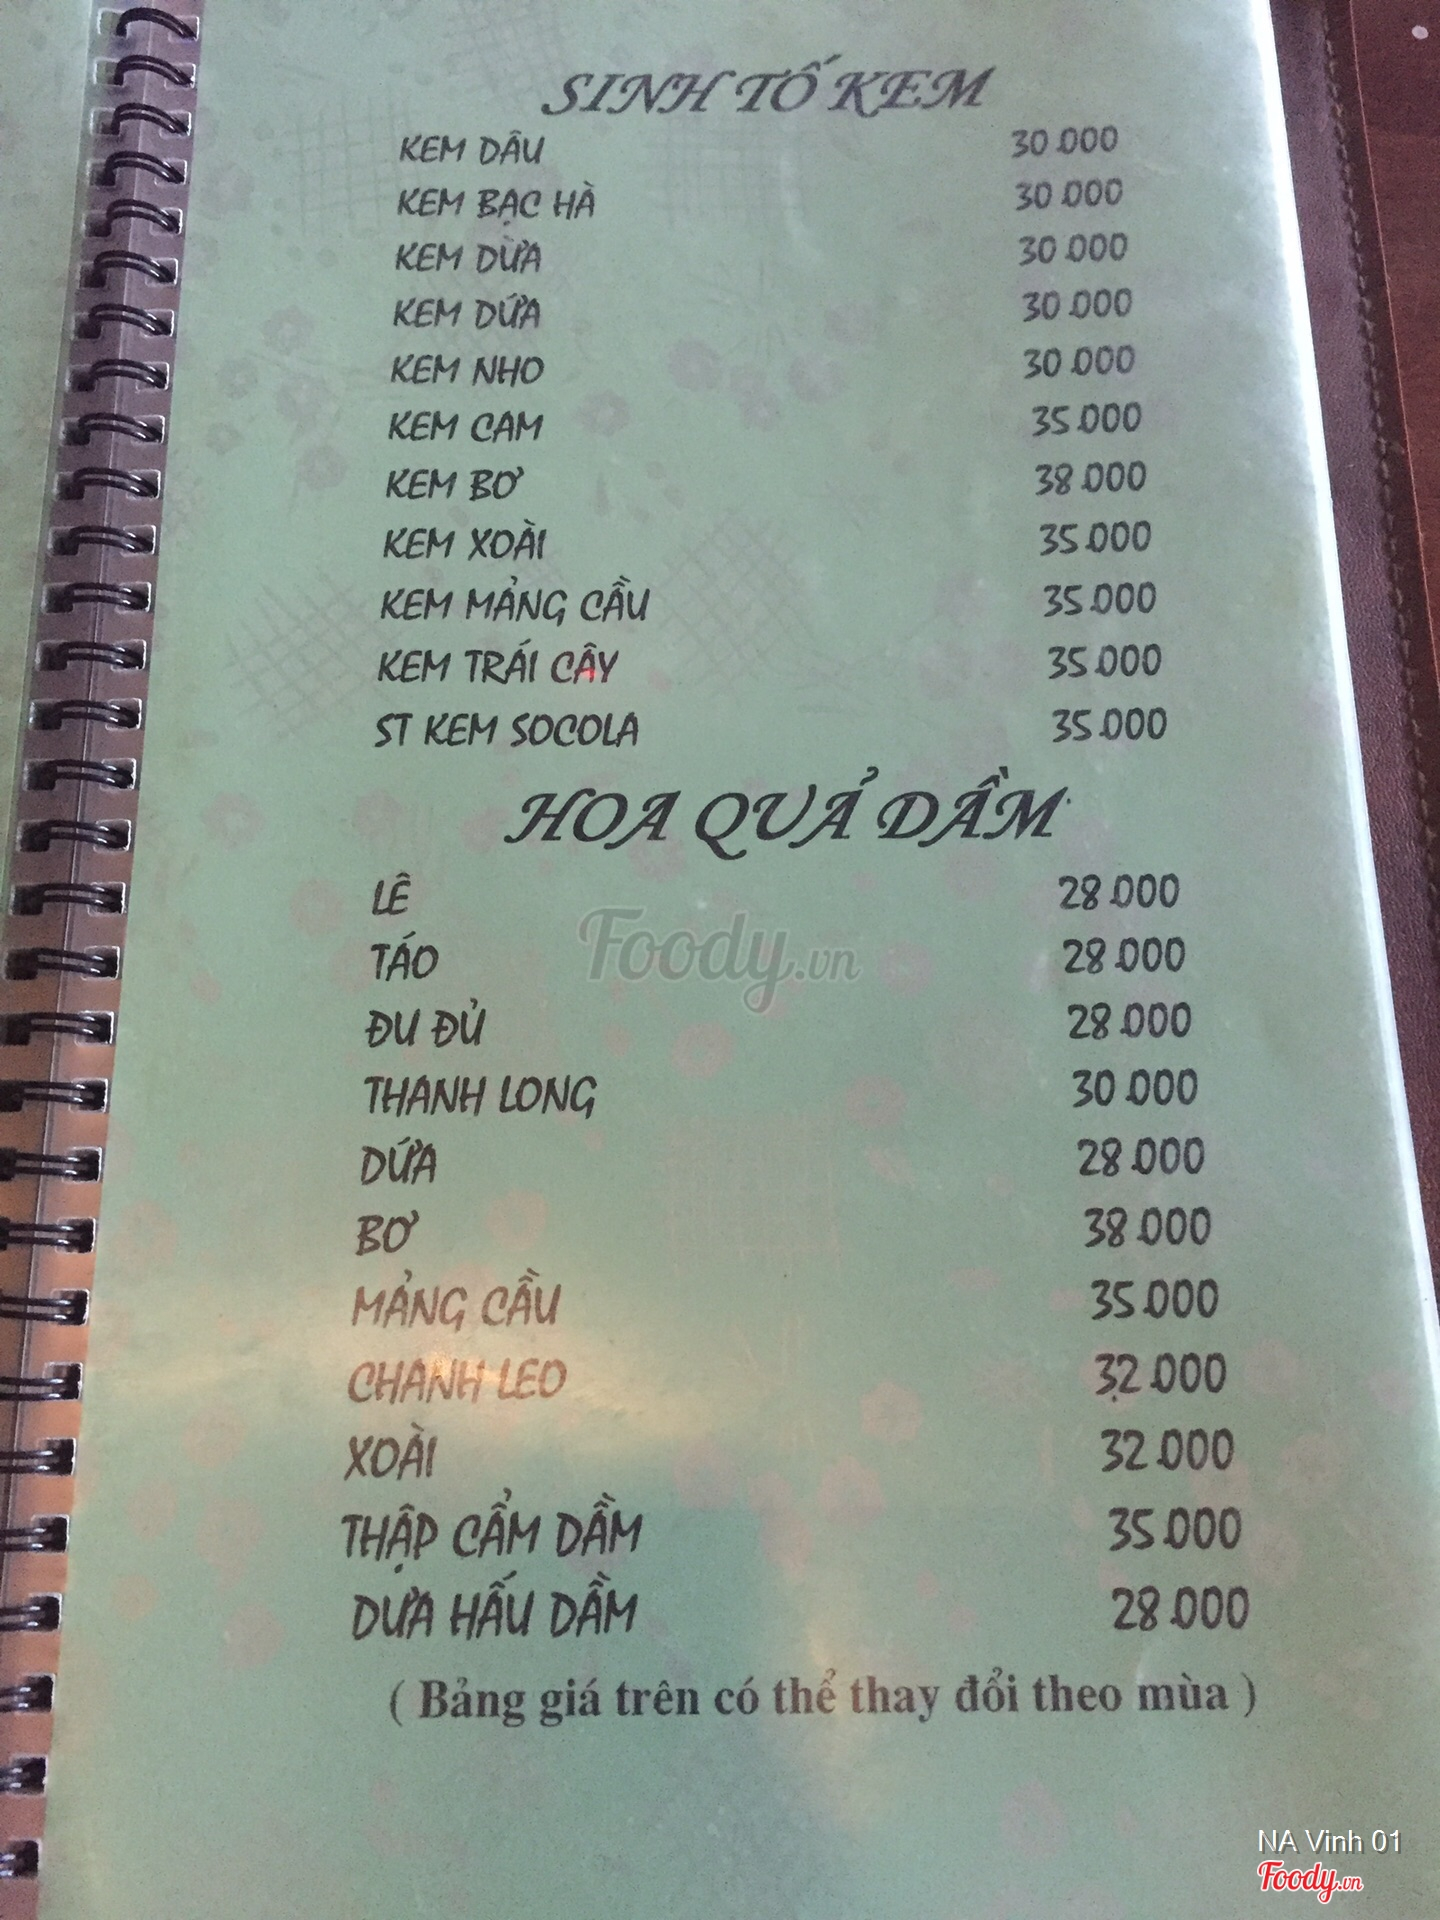 SINH TỐ KEM
KEM DÂU 30.000
KEM BẠC HÀ 30.000
KEM DỪA 30.000
KEM DỨA 30.000
KEM NHO 30.000
KEM CAM 35.000
KEM BƠ 38.000
KEM XOÀI 35.000
KEM MẢNG CẦU 35.000
KEM TRÁI CÂY 35.000
ST KEM SOCOLA 35.000
HOA QUẢ DẦM
LÊ 28.000
Foody.vn
TÁO 28.000
ĐU ĐỦ 28.000
THANH LONG 30.000
DỨA 28.000
BƠ 38.000
MẢNG CẦU 35.000
CHANH LEO 32.000
XOÀI 32.000
THẬP CẨM DẦM 35.000
DƯA HẤU DẦM 28.000
( Bảng giá trên có thể thay đổi theo mùa )
NA Vinh 01
Foody.vn